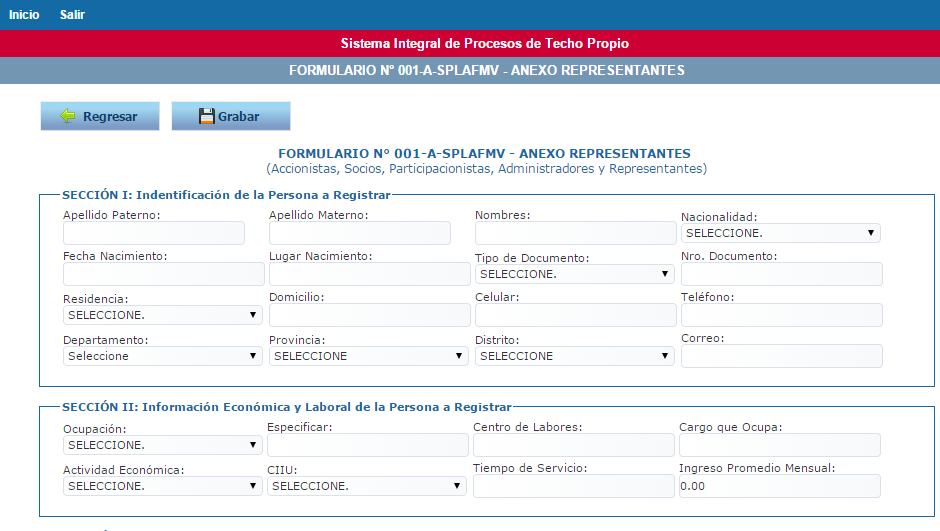 Inicio Salir
Sistema Integral de Procesos de Techo Propio
FORMULARIO N° 001-A-SPLAFMV - ANEXO REPRESENTANTES
Regresar Grabar
FORMULARIO N° 001-A-SPLAFMV - ANEXO REPRESENTANTES
(Accionistas, Socios, Participacionistas, Administradores y Representantes)
SECCIÓN I: Indentificación de la Persona a Registrar
Apellido Paterno: Apellido Materno: Nombres: Nacionalidad:
SELECCIONE.
Fecha Nacimiento: Lugar Nacimiento: Tipo de Documento: Nro. Documento:
SELECCIONE.
Residencia: Domicilio: Celular: Teléfono:
SELECCIONE.
Departamento: Provincia: Distrito: Correo:
Seleccione SELECCIONE SELECCIONE
SECCIÓN II: Información Económica y Laboral de la Persona a Registrar
Ocupación: Especificar: Centro de Labores: Cargo que Ocupa:
SELECCIONE.
Actividad Económica: CIIU: Tiempo de Servicio: Ingreso Promedio Mensual:
SELECCIONE. SELECCIONE. 0.00